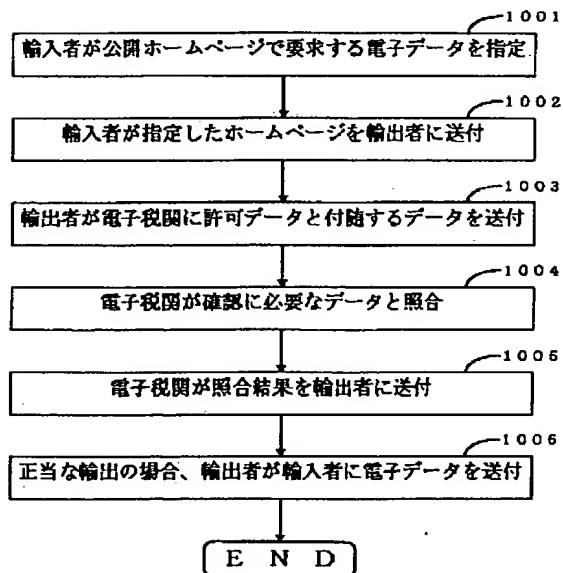 1001
輸入者が公開ホームページで要求する電子データを指定
1002
輸入者が指定したホームページを輸出者に送付
1003
輸出者が電子税関に許可データと付随するデータを送付
1004
電子税関が確認に必要なデータと照合
1005
電子税関が照合結果を輸出者に送付
1006
正当な輸出の場合、輸出者が輸入者に電子データを送付
END